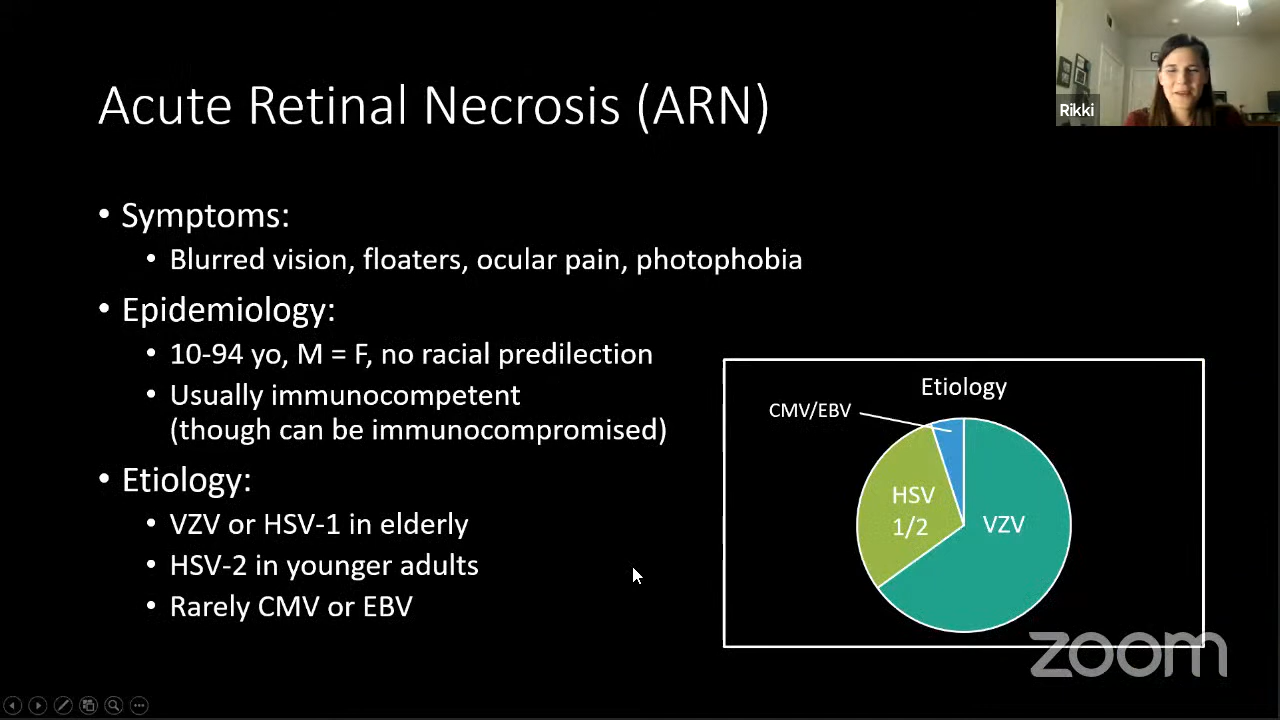 Acute Retinal Necrosis (ARN)
Rikki
• Symptoms:
• Blurred vision, floaters, ocular pain, photophobia
• Epidemiology:
• 10-94 yo, M = F, no racial predilection
• Usually immunocompetent
(though can be immunocompromised)
• Etiology:
• VZV or HSV-1 in elderly
• HSV-2 in younger adults
• Rarely CMV or EBV
Etiology
CMV/EBV
HSV
1/2
VZV
zoom